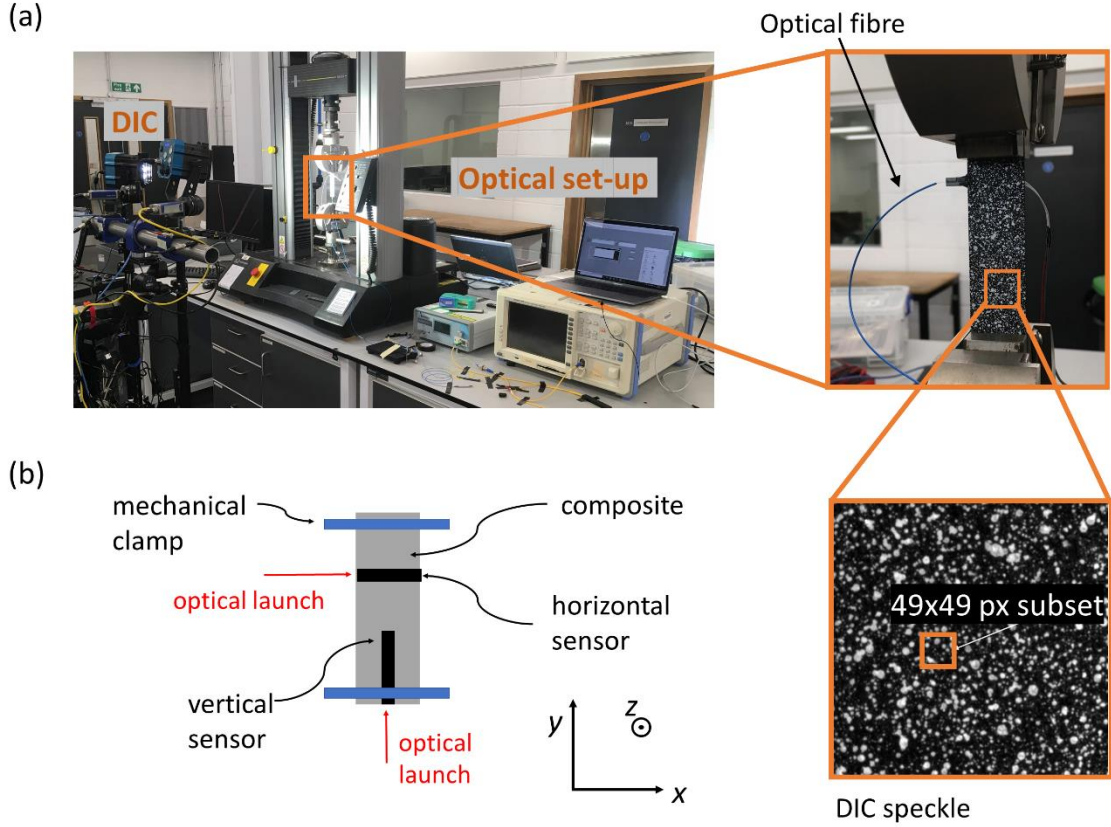 (a)
Optical fibre
DIC
Optical set-up
(b)
mechanical
clamp
composite
optical launch
horizontal
sensor
49x49 px subset
vertical
sensor
optical
launch
y
z
x
DIC speckle